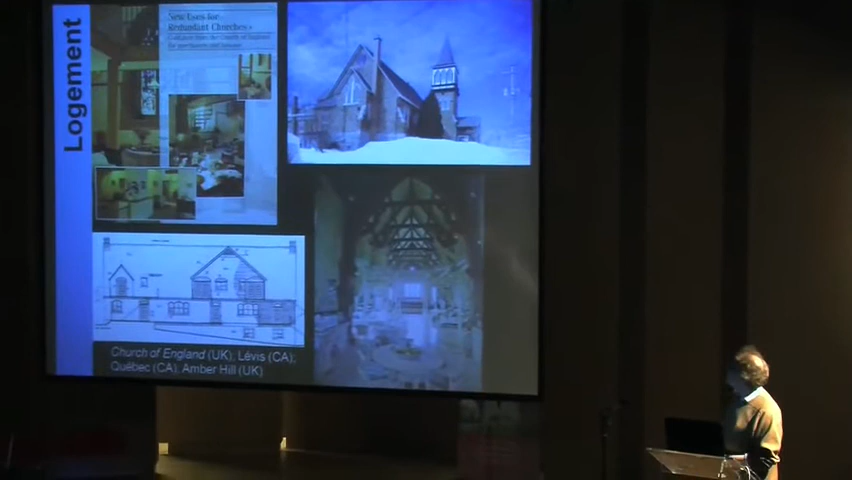 Logement
New Uses for
Redundant Churches
Church of England (UK), Lévis (CA),
Québec (CA), Amber Hill (UK)